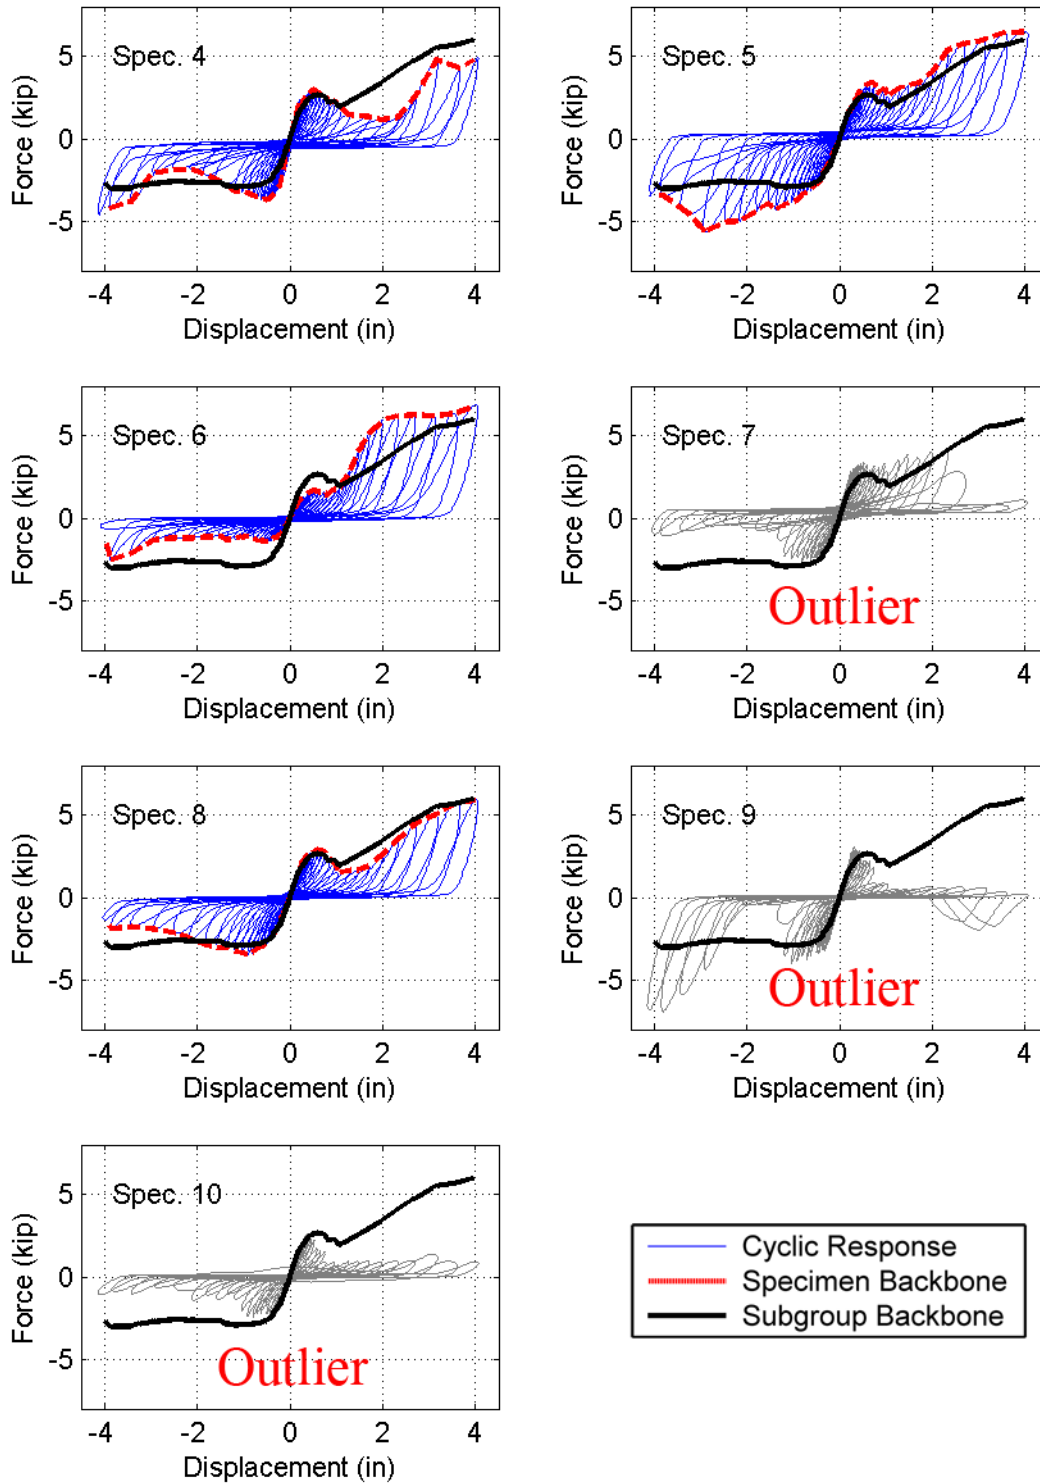 Force (kip)
5
0
-5
Spec. 4
-4 -2 0 2 4
Displacement (in)
Force (kip)
5
0
-5
Spec. 5
-4 -2 0 2 4
Displacement (in)
Force (kip)
5
0
-5
Spec. 6
-4 -2 0 2 4
Displacement (in)
Force (kip)
5
0
-5
Spec. 7
Outlier
-4 -2 0 2 4
Displacement (in)
Force (kip)
5
0
-5
Spec. 8
-4 -2 0 2 4
Displacement (in)
Force (kip)
5
0
-5
Spec. 9
Outlier
-4 -2 0 2 4
Displacement (in)
Force (kip)
5
0
-5
Spec. 10
Outlier
-4 -2 0 2 4
Displacement (in)
Cyclic Response
Specimen Backbone
Subgroup Backbone